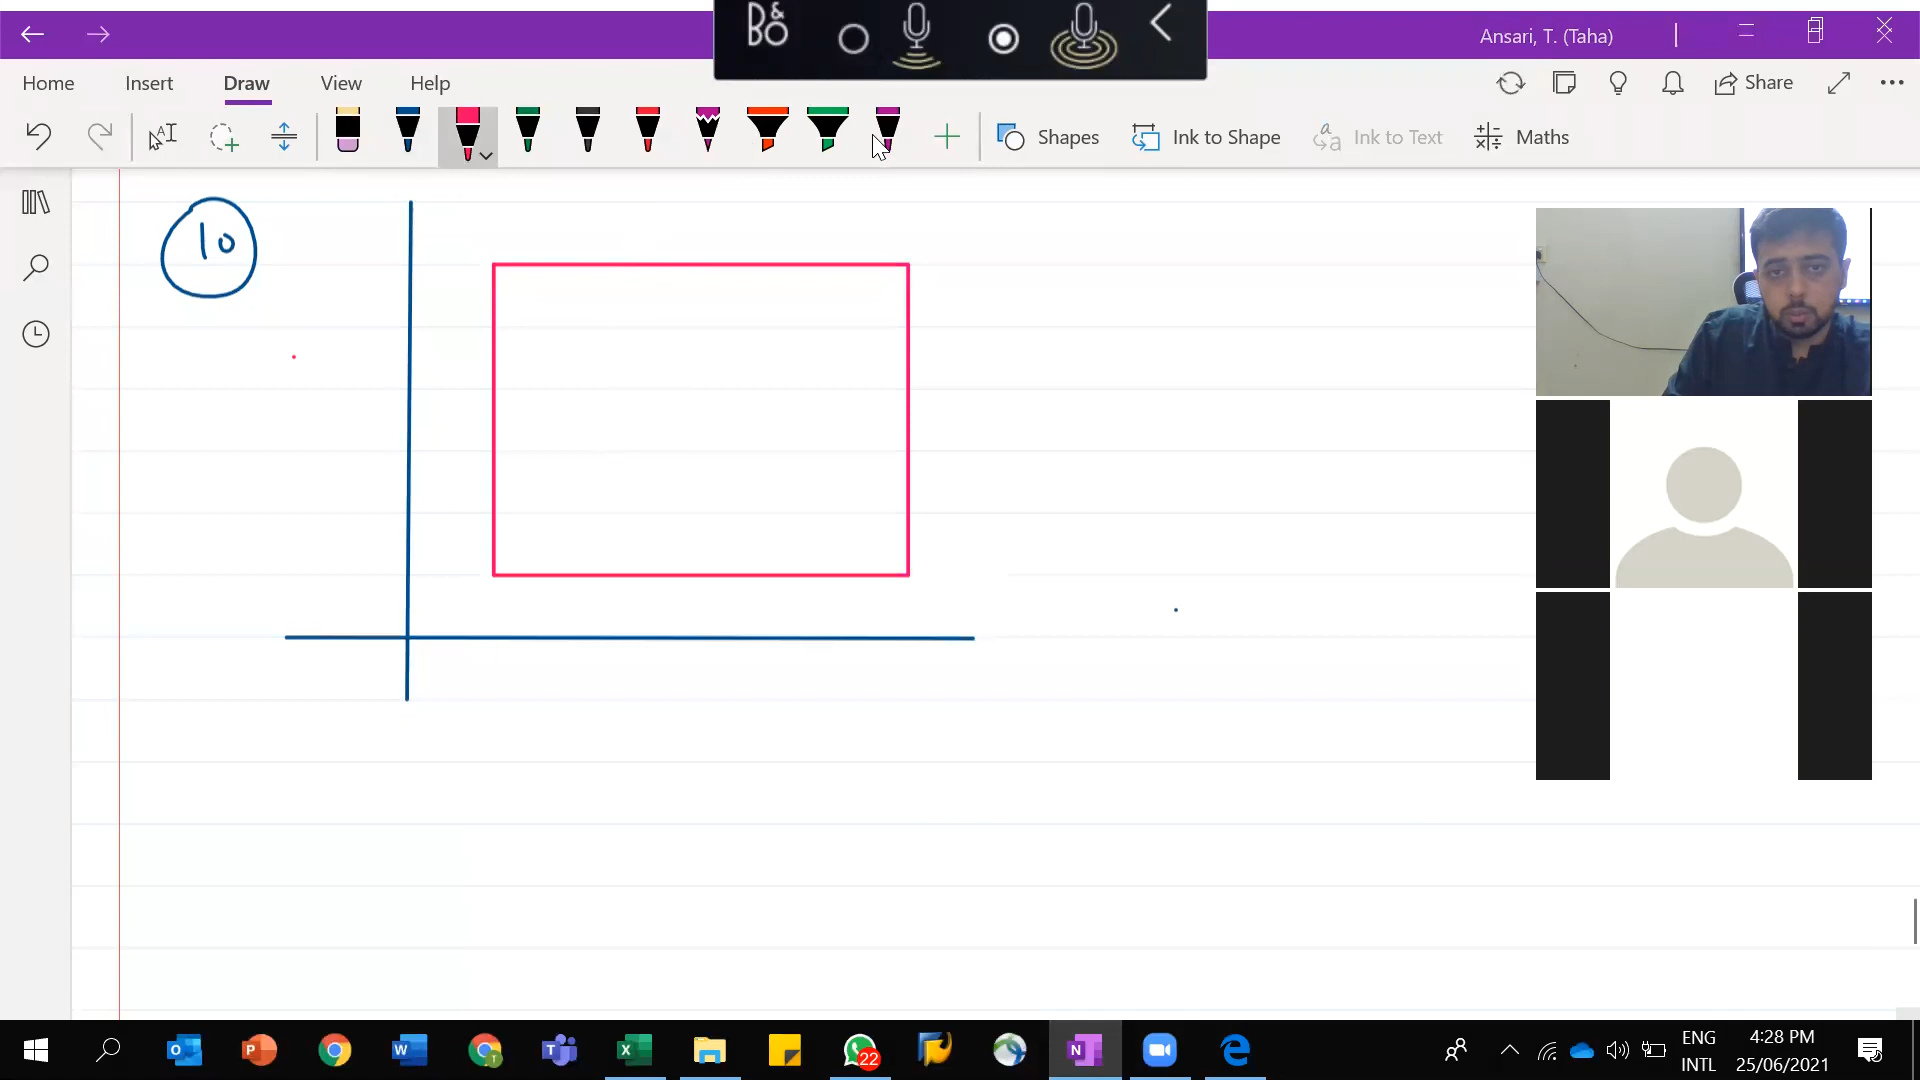 B&O
Ansari, T. (Taha)
Home Insert Draw View Help
Share
Shapes Ink to Shape Ink to Text Maths
10
22
ENG 4:28 PM
INTL 25/06/2021